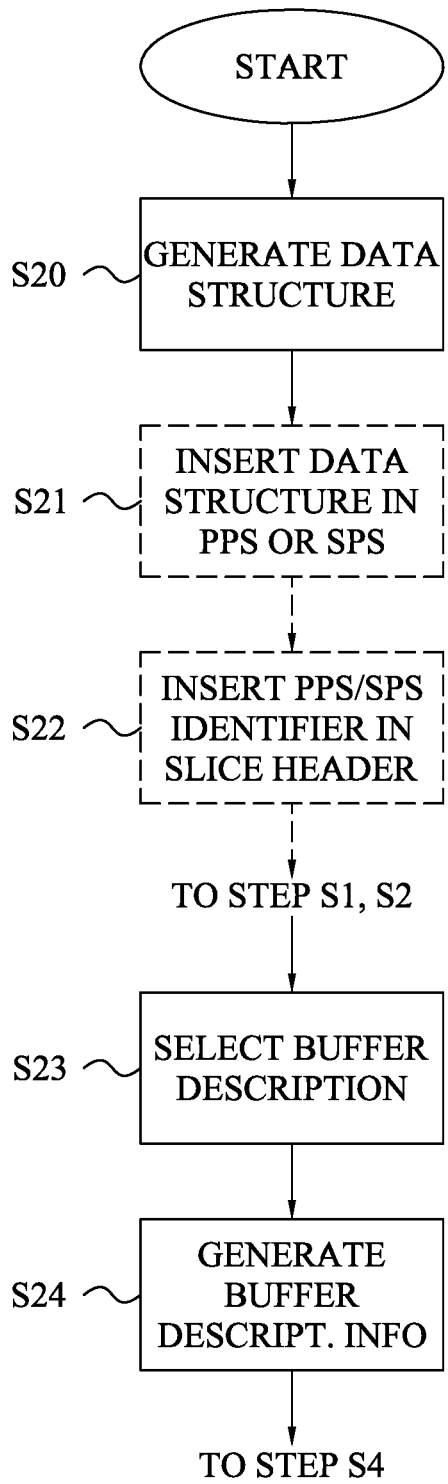 START
S20
GENERATE DATA
STRUCTURE
S21
INSERT DATA
STRUCTURE IN
PPS OR SPS
S22
INSERT PPS/SPS
IDENTIFIER IN
SLICE HEADER
TO STEP S1, S2
S23
SELECT BUFFER
DESCRIPTION
S24
GENERATE
BUFFER
DESCRIPT. INFO
TO STEP S4